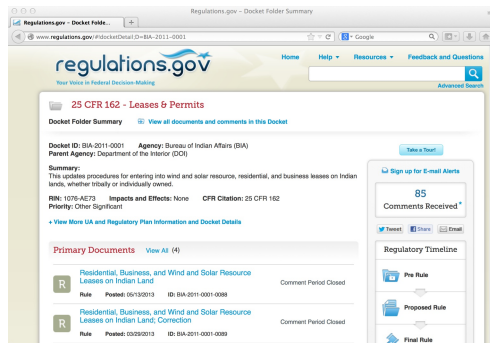 Regulations.gov – Docket Folder Summary
Regulations.gov – Docket Folde...
www.regulations.gov/#!docketDetail;D=BIA-2011-0001
Google
Home Help Resources Feedback and Questions
regulations.gov
Your Voice in Federal Decision-Making
Advanced Search
25 CFR 162 - Leases & Permits
Docket Folder Summary View all documents and comments in this Docket
Docket ID: BIA-2011-0001 Agency: Bureau of Indian Affairs (BIA)
Parent Agency: Department of the Interior (DOI)
Take a Tour!
Summary:
This updates procedures for entering into wind and solar resource, residential, and business leases on Indian
lands, whether tribally or individually owned.
RIN: 1076-AE73 Impacts and Effects: None CFR Citation: 25 CFR 162
Priority: Other Significant
+ View More UA and Regulatory Plan Information and Docket Details
Sign up for E-mail Alerts
85
Comments Received*
Tweet Share Email
Primary Documents View All (4)
R
Residential, Business, and Wind and Solar Resource
Leases on Indian Land
Comment Period Closed
Rule Posted: 05/13/2013 ID: BIA-2011-0001-0088
R
Residential, Business, and Wind and Solar Resource
Leases on Indian Land; Correction
Comment Period Closed
Rule Posted: 03/29/2013 ID: BIA-2011-0001-0089
Regulatory Timeline
Pre Rule
Proposed Rule
Final Rule